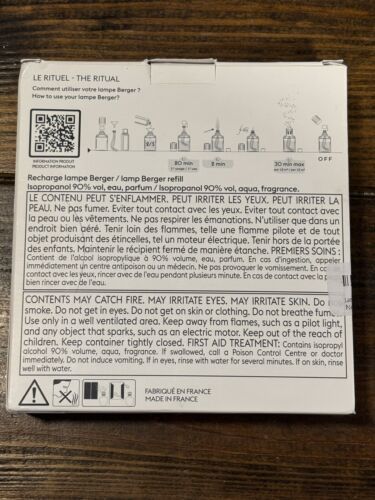 LE RITUEL - THE RITUAL
Comment utiliser votre lampe Berger ?
How to use your lampe Berger?
INFORMATION PRODUIT
PRODUCT INFORMATION
2/3
20 min
2 min
30 min max
OFF
Recharge lampe Berger / lamp Berger refill
Isopropanol 90% vol, eau, parfum / Isopropanol 90% vol, aqua, fragrance.
LE CONTENU PEUT S'ENFLAMMER. PEUT IRRITER LES YEUX. PEUT IRRITER LA
PEAU. Ne pas fumer. Eviter tout contact avec les yeux. Eviter tout contact avec
la peau ou les vêtements. Ne pas respirer les émanations. N'utiliser que dans un
endroit bien aéré. Tenir loin des flammes, telle une flamme pilote et de tout
objet produisant des étincelles, tel un moteur électrique. Tenir hors de la portée
des enfants. Maintenir le récipient fermé de manière étanche. PREMIERS SOINS :
Contient de l'alcool isopropylique à 90% volume, eau, parfum. En cas d'ingestion, appeler
immédiatement un centre antipoison ou un médecin. Ne pas provoquer le vomissement. En
contact avec les yeux, rincer avec de l'eau pendant plusieurs minute. En cas de contact avec la
bien rincer avec de l'eau.
CONTENTS MAY CATCH FIRE. MAY IRRITATE EYES. MAY IRRITATE SKIN. Do
smoke. Do not get in eyes. Do not get on skin or clothing. Do not breathe
Use only in a well ventilated area. Keep away from flames, such as a pilot light,
and any object that sparks, such as an electric motor. Keep out of the reach of
children. Keep container tightly closed. FIRST AID TREATMENT: Contains isopropyl
alcohol 90% volume, aqua, fragrance. If swallowed, call a Poison Control Centre or doctor
immediately. Do not induce vomiting. If in eyes, rinse with water for several minutes. If on skin, rinse
well with water.
FABRIQUÉ EN FRANCE
MADE IN FRANCE